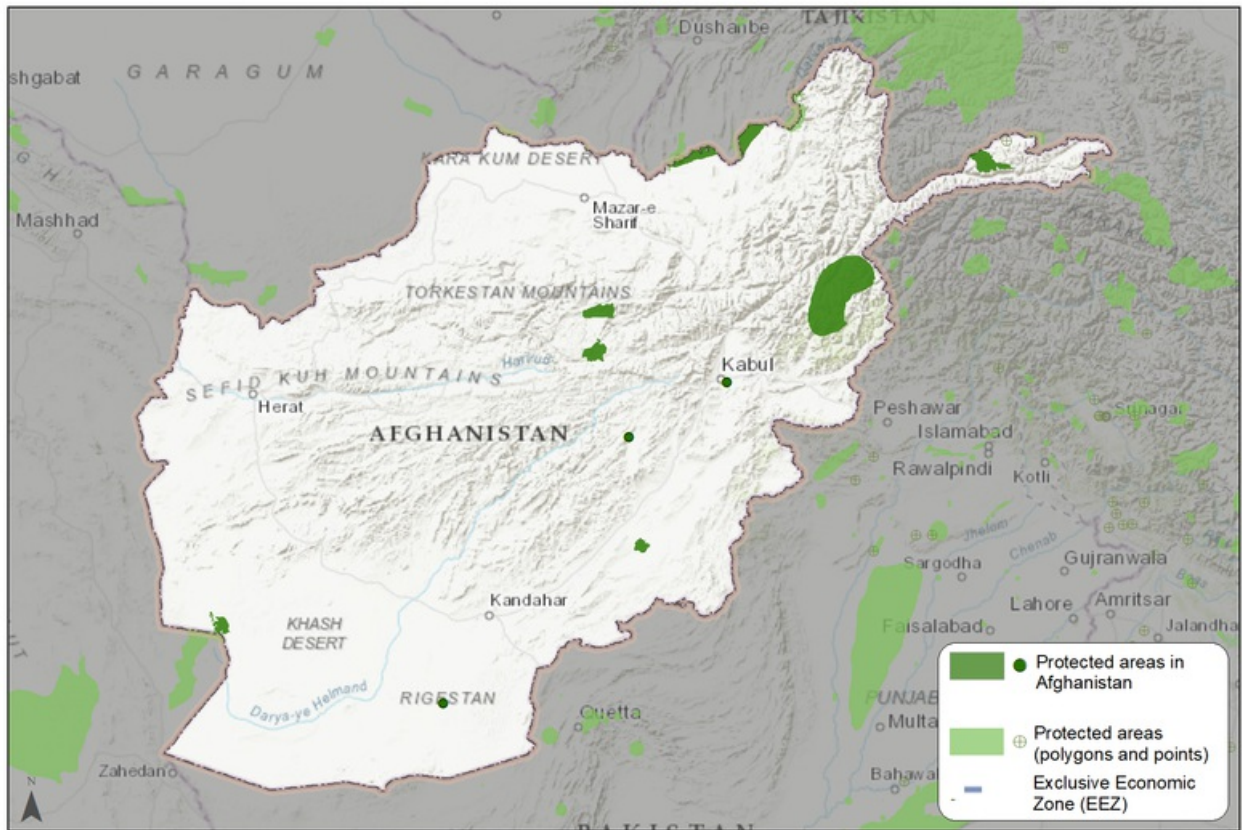 TAJIKISTAN
Dushanbe
shgabat
GARAGUM
KARA KUM DESERT
Mazar-e
Sharif
Mashhad
TORKESTAN MOUNTAINS
Harirud
Kabul
SEFID KUH MOUNTAINS
Herat
Peshawar
Srinagar
AFGHANISTAN
Islamabad
Rawalpindi
Kotli
Jhelom
Chenab
Sargodha
Gujranwala
Kandahar
Lahore
Amritsar
KHASH
DESERT
Faisalabad
Jalandha
Darya-ye Helmand
RIGESTAN
Quetta
PUNJAB
Multa
Zahedan
Bahawal
PAKISTAN
N
Protected areas in
Afghanistan
Protected areas
(polygons and points)
Exclusive Economic
Zone (EEZ)